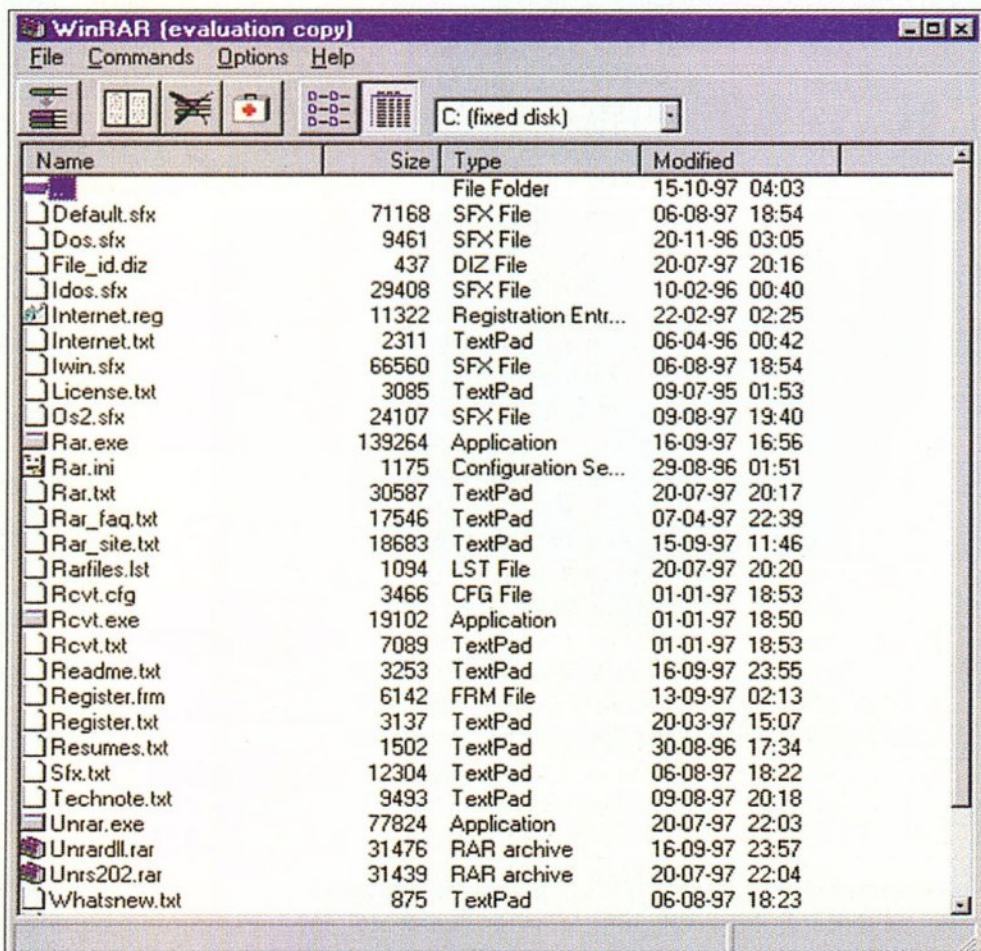 WinRAR (evaluation copy)
File Commands Options Help
C: (fixed disk)
Name Size Type Modified
.. File Folder 15-10-97 04:03
Default.sfx 71168 SFX File 06-08-97 18:54
Dos.sfx 9461 SFX File 20-11-96 03:05
File_id.diz 437 DIZ File 20-07-97 20:16
Idos.sfx 29408 SFX File 10-02-96 00:40
Internet.reg 11322 Registration Entr... 22-02-97 02:25
Internet.txt 2311 TextPad 06-04-96 00:42
Iwin.sfx 66560 SFX File 06-08-97 18:54
License.txt 3085 TextPad 09-07-95 01:53
Os2.sfx 24107 SFX File 09-08-97 19:40
Rar.exe 139264 Application 16-09-97 16:56
Rar.ini 1175 Configuration Se... 29-08-96 01:51
Rar.txt 30587 TextPad 20-07-97 20:17
Rar_faq.txt 17546 TextPad 07-04-97 22:39
Rar_site.txt 18683 TextPad 15-09-97 11:46
Rarfiles.lst 1094 LST File 20-07-97 20:20
Rcvt.cfg 3466 CFG File 01-01-97 18:53
Rcvt.exe 19102 Application 01-01-97 18:50
Rcvt.txt 7089 TextPad 01-01-97 18:53
Readme.txt 3253 TextPad 16-09-97 23:55
Register.frm 6142 FRM File 13-09-97 02:13
Register.txt 3137 TextPad 20-03-97 15:07
Resumes.txt 1502 TextPad 30-08-96 17:34
Sfx.txt 12304 TextPad 06-08-97 18:22
Technote.txt 9493 TextPad 09-08-97 20:18
Unrar.exe 77824 Application 20-07-97 22:03
Unrardll.rar 31476 RAR archive 16-09-97 23:57
Unrs202.rar 31439 RAR archive 20-07-97 22:04
Whatsnew.txt 875 TextPad 06-08-97 18:23